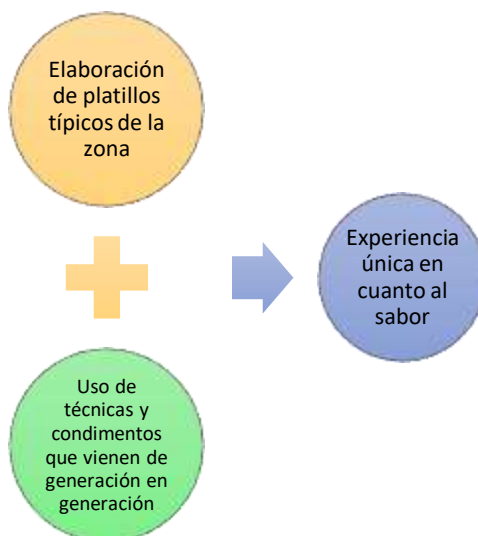 Elaboración
de platillos
típicos de la
zona
Experiencia
única en
cuanto al
sabor
Uso de
técnicas y
condimentos
que vienen de
generación en
generación